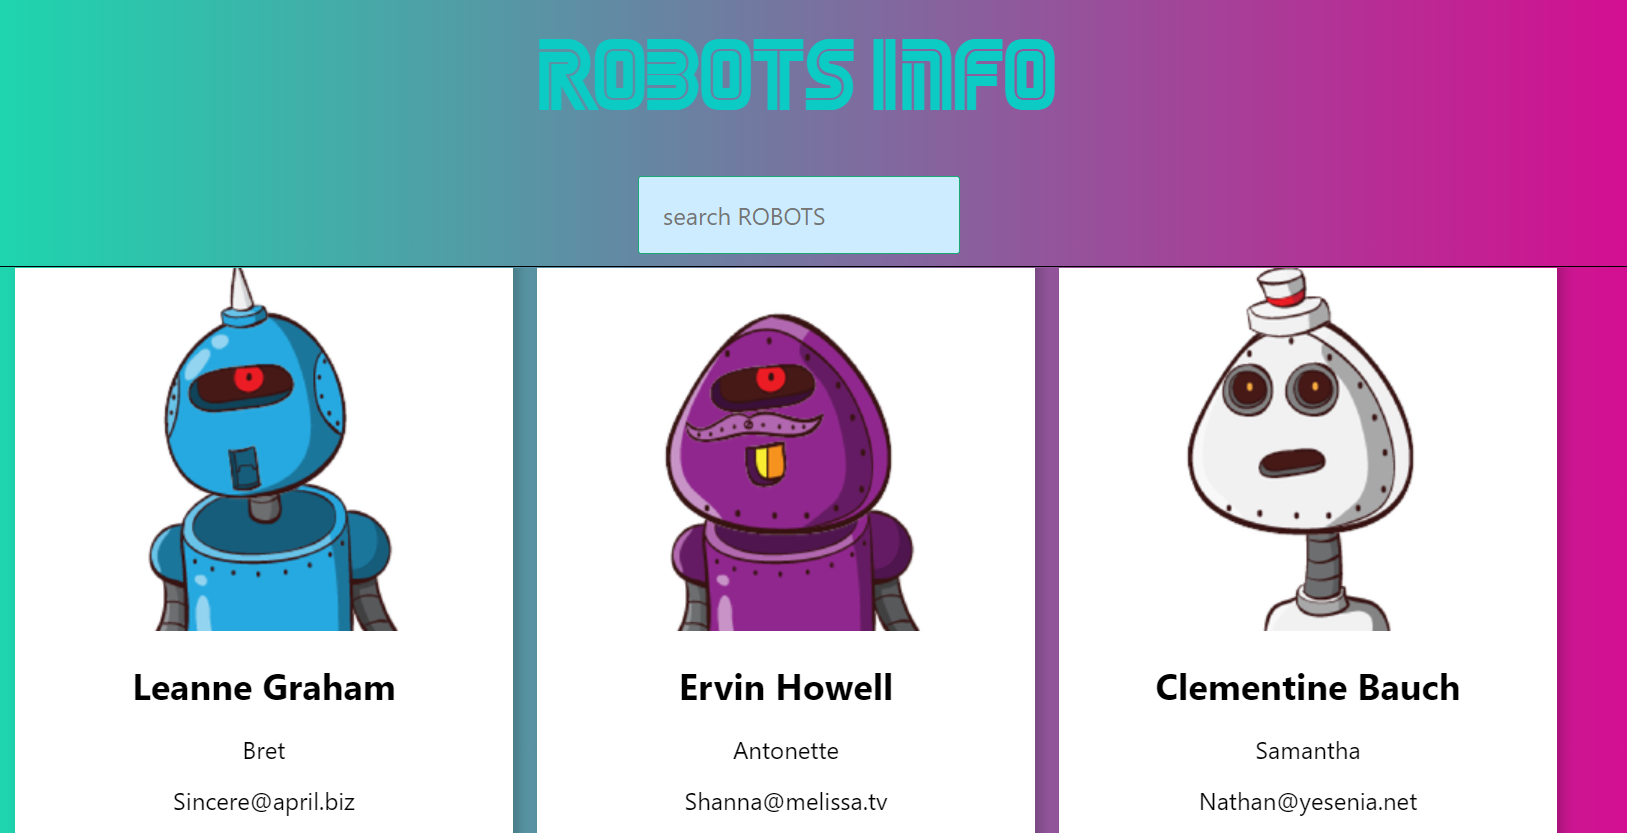 ROBOTS INFO
search ROBOTS
Leanne Graham
Bret
Sincere@april.biz
Ervin Howell
Antonette
Shanna@melissa.tv
Clementine Bauch
Samantha
Nathan@yesenia.net